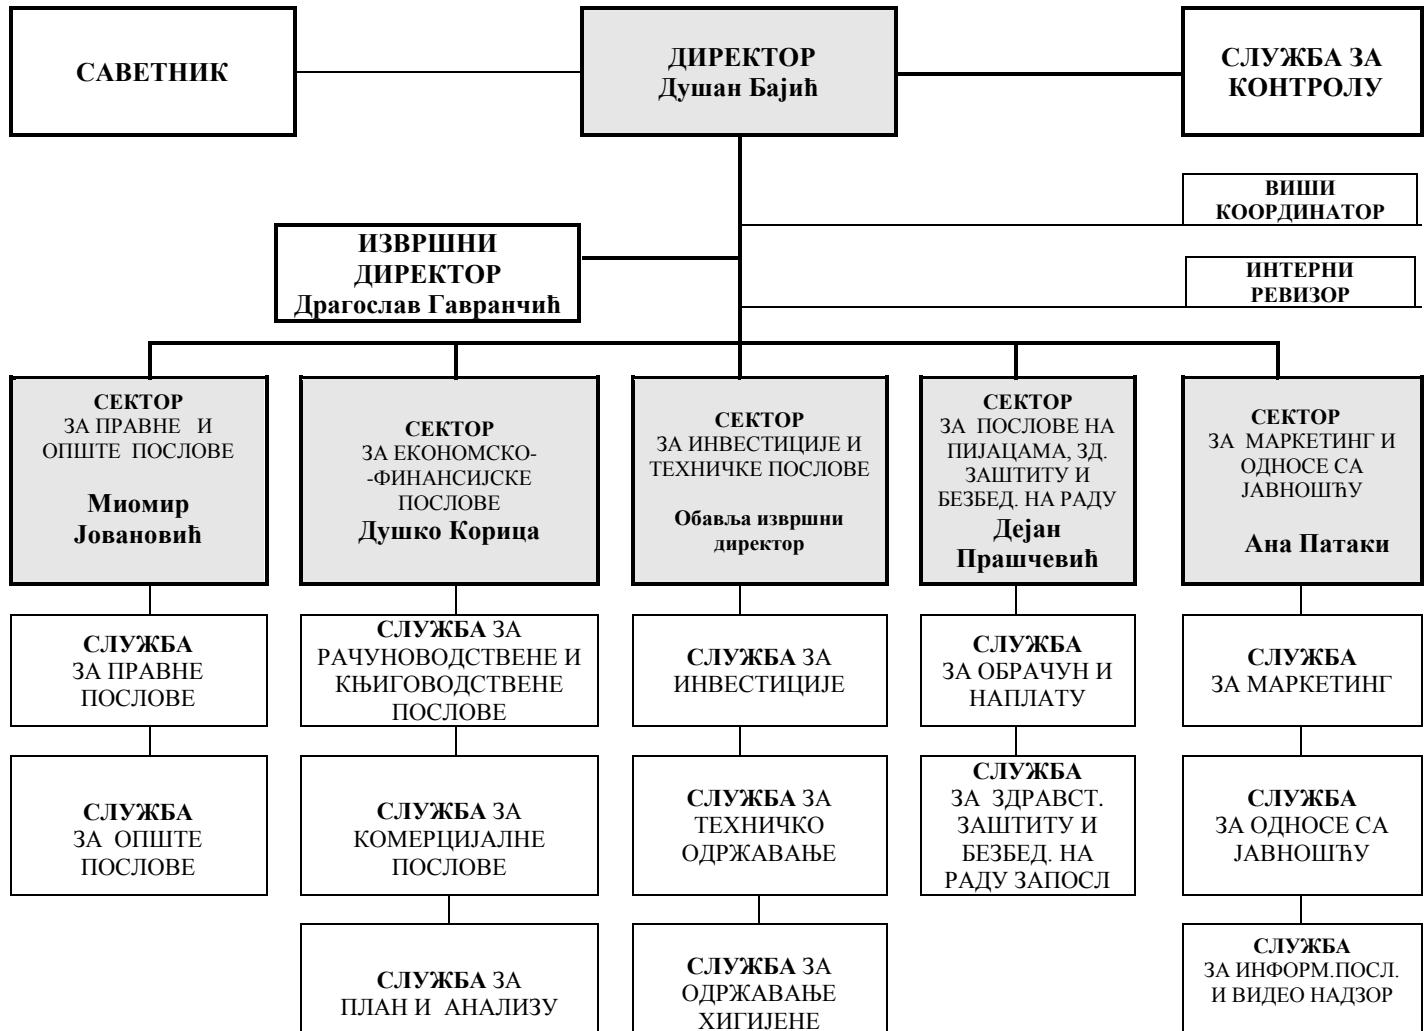 САВЕТНИК
ДИРЕКТОР
Душан Бајић
СЛУЖБА ЗА
КОНТРОЛУ
ВИШИ
КООРДИНАТОР
ИЗВРШНИ
ДИРЕКТОР
Драгослав Гавранчић
ИНТЕРНИ
РЕВИЗОР
СЕКТОР
ЗА ПРАВНЕ И
ОПШТЕ ПОСЛОВЕ
Миомир
Јовановић
СЕКТОР
ЗА ЕКОНОМСКО-
-ФИНАНСИЈСКЕ
ПОСЛОВЕ
Душко Корица
СЕКТОР
ЗА ИНВЕСТИЦИЈЕ И
ТЕХНИЧКЕ ПОСЛОВЕ
Обавља извршни
директор
СЕКТОР
ЗА ПОСЛОВЕ НА
ПИЈАЦАМА, ЗД.
ЗАШТИТУ И
БЕЗБЕД. НА РАДУ
Дејан
Прашчевић
СЕКТОР
ЗА МАРКЕТИНГ И
ОДНОСЕ СА
ЈАВНОШЋУ
Ана Патаки
СЛУЖБА
ЗА ПРАВНЕ
ПОСЛОВЕ
СЛУЖБА ЗА
РАЧУНОВОДСТВЕНЕ И
КЊИГОВОДСТВЕНЕ
ПОСЛОВЕ
СЛУЖБА ЗА
ИНВЕСТИЦИЈЕ
СЛУЖБА
ЗА ОБРАЧУН И
НАПЛАТУ
СЛУЖБА
ЗА МАРКЕТИНГ
СЛУЖБА
ЗА ОПШТЕ
ПОСЛОВЕ
СЛУЖБА ЗА
КОМЕРЦИЈАЛНЕ
ПОСЛОВЕ
СЛУЖБА ЗА
ТЕХНИЧКО
ОДРЖАВАЊЕ
СЛУЖБА
ЗА ЗДРАВСТ.
ЗАШТИТУ И
БЕЗБЕД. НА
РАДУ ЗАПОСЛ
СЛУЖБА
ЗА ОДНОСЕ СА
ЈАВНОШЋУ
СЛУЖБА ЗА
ПЛАН И АНАЛИЗУ
СЛУЖБА ЗА
ОДРЖАВАЊЕ
ХИГИЈЕНЕ
СЛУЖБА
ЗА ИНФОРМ.ПОСЛ.
И ВИДЕО НАДЗОР